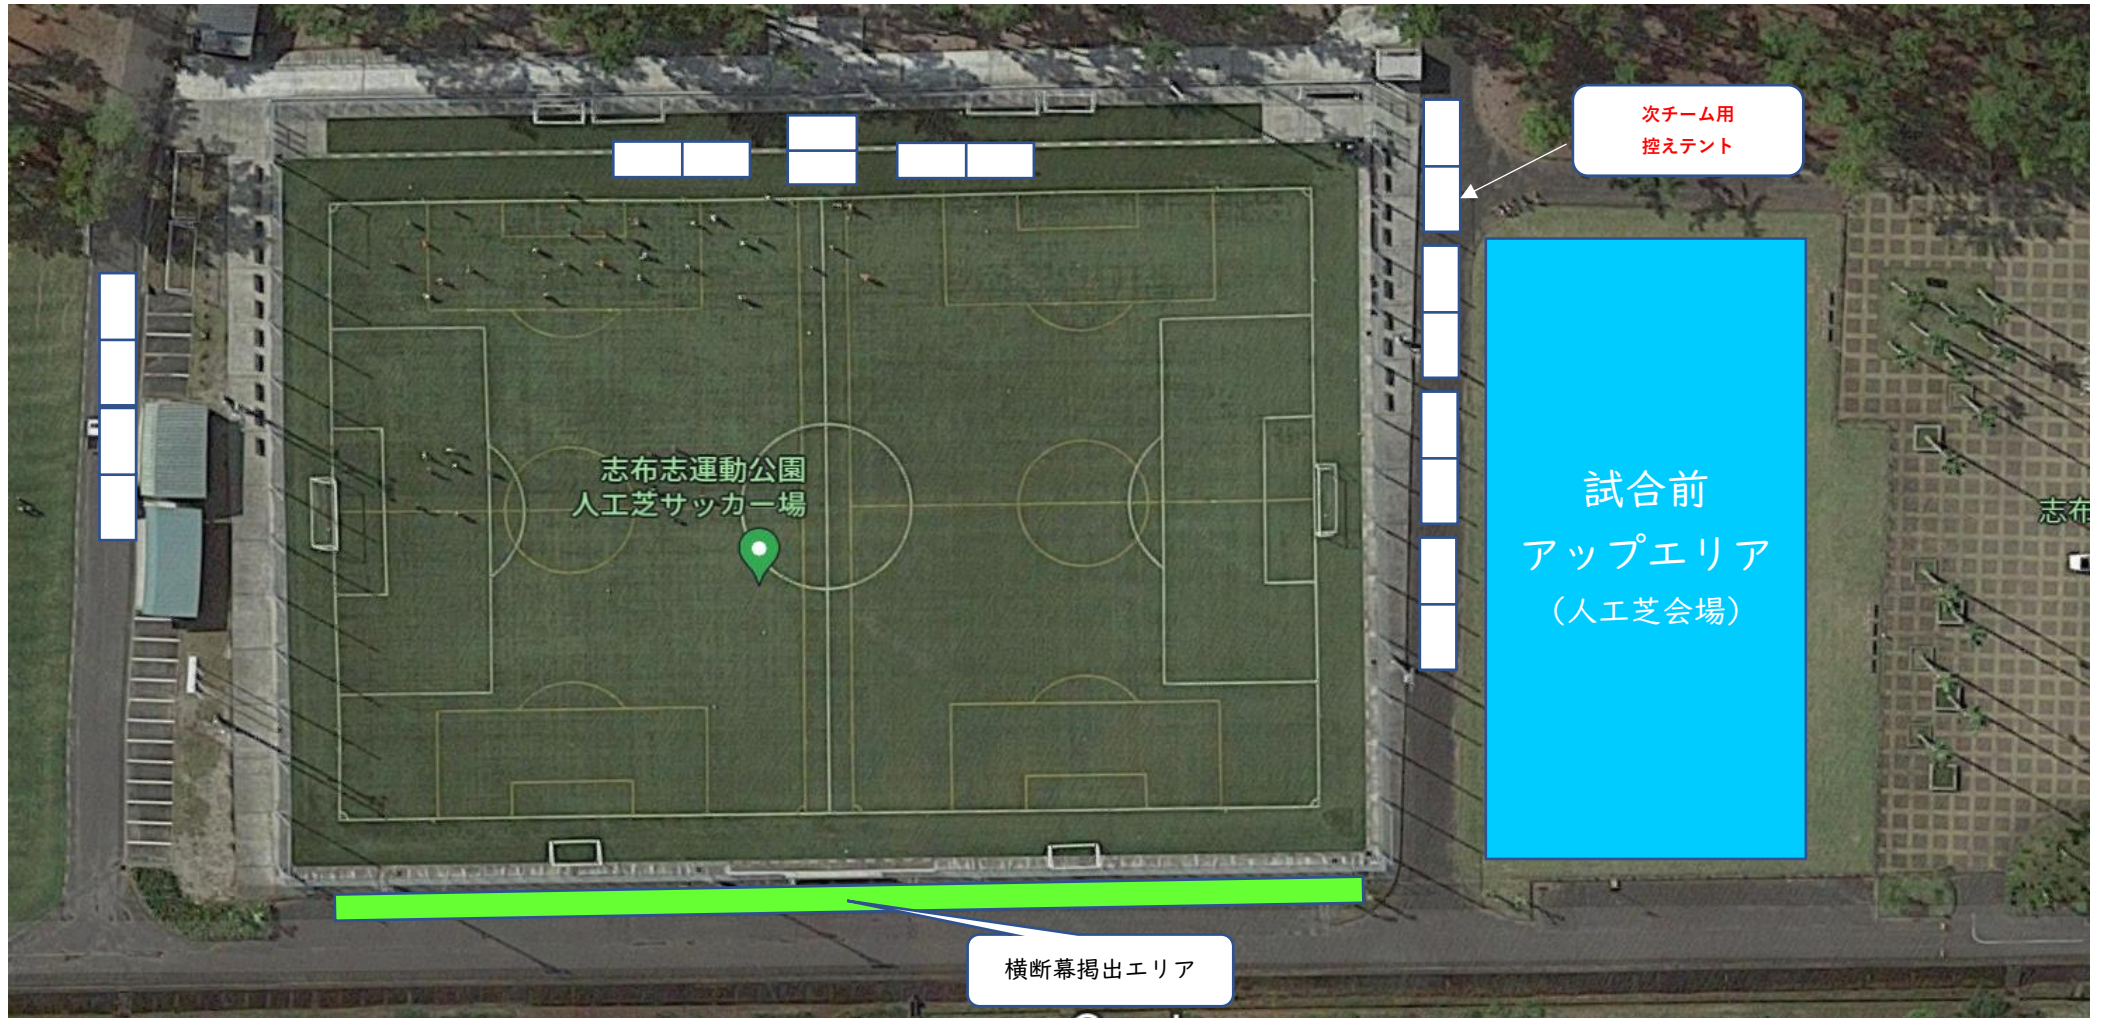 次チーム用
控えテント
志布志運動公園
人工芝サッカー場
試合前
アップエリア
（人工芝会場）
志布
横断幕掲出エリア